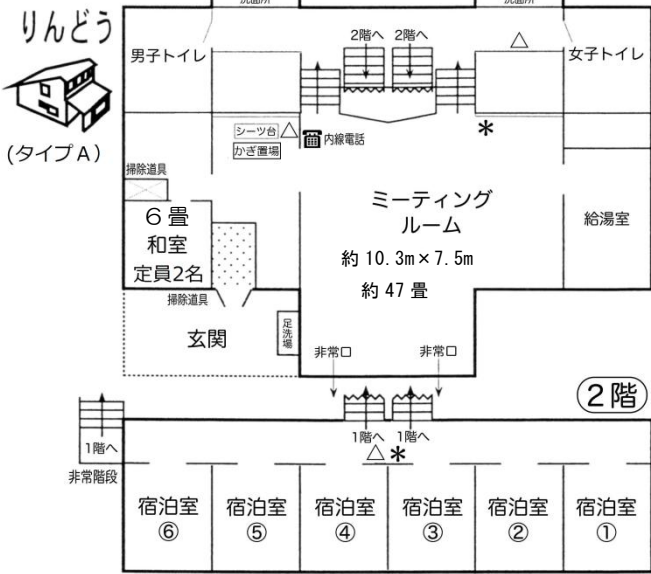 りんどう
(タイプA)
洗面所
洗面所
男子トイレ
2階へ
2階へ
△
女子トイレ
シーツ台
△
かぎ置場
内線電話
*
掃除道具
6畳
和室
定員2名
ミーティング
ルーム
約 10.3m×7.5m
約 47 畳
給湯室
掃除道具
玄関
足洗場
非常口
非常口
2階
1階へ
非常階段
1階へ
1階へ
△
*
宿泊室
⑥
宿泊室
⑤
宿泊室
④
宿泊室
③
宿泊室
②
宿泊室
①